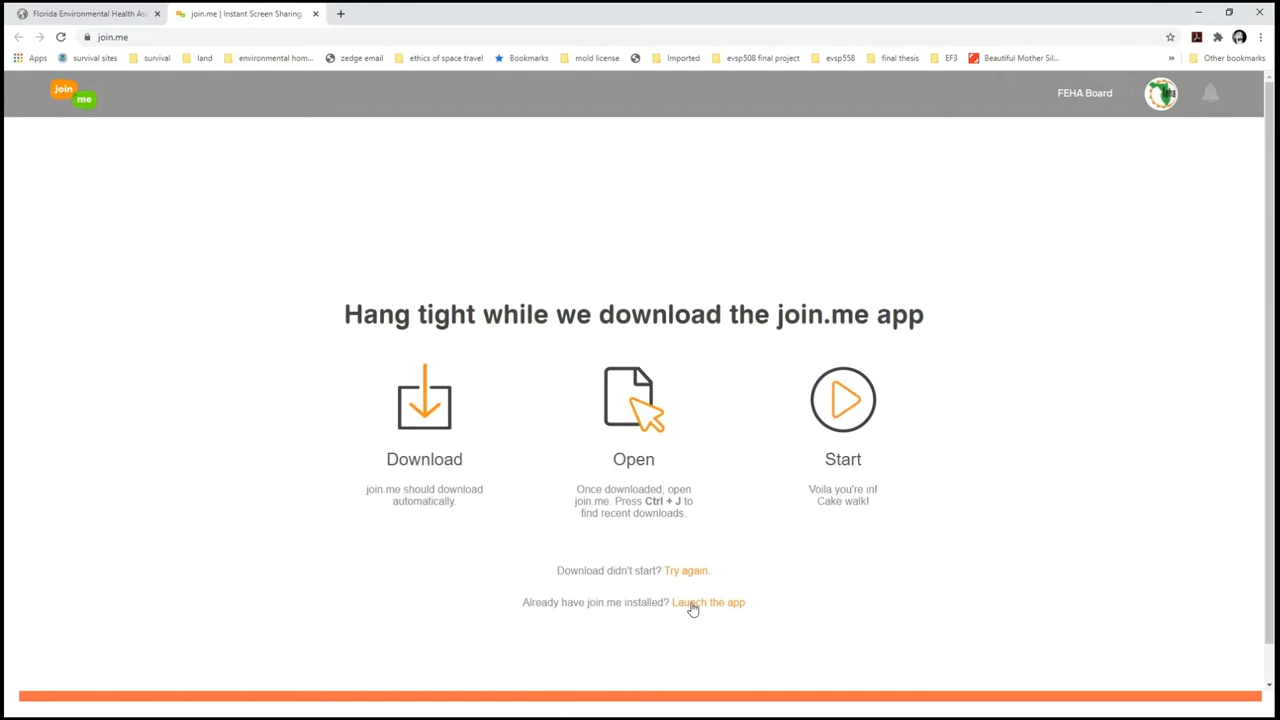 Florida Environmental Health As
join.me | Instant Screen Sharing,
join.me
Apps survival sites survival land environmental hom... zedge email ethics of space travel Bookmarks mold license Imported evsp508 final project evsp558 final thesis EF3 Beautiful Mother Sil... » Other bookmarks
join
me
FEHA Board
Hang tight while we download the join.me app
Download
Open
Start
join.me should download
automatically.
Once downloaded, open
join.me. Press Ctrl + J to
find recent downloads.
Voila you're in!
Cake walk!
Download didn't start? Try again.
Already have join.me installed? Launch the app